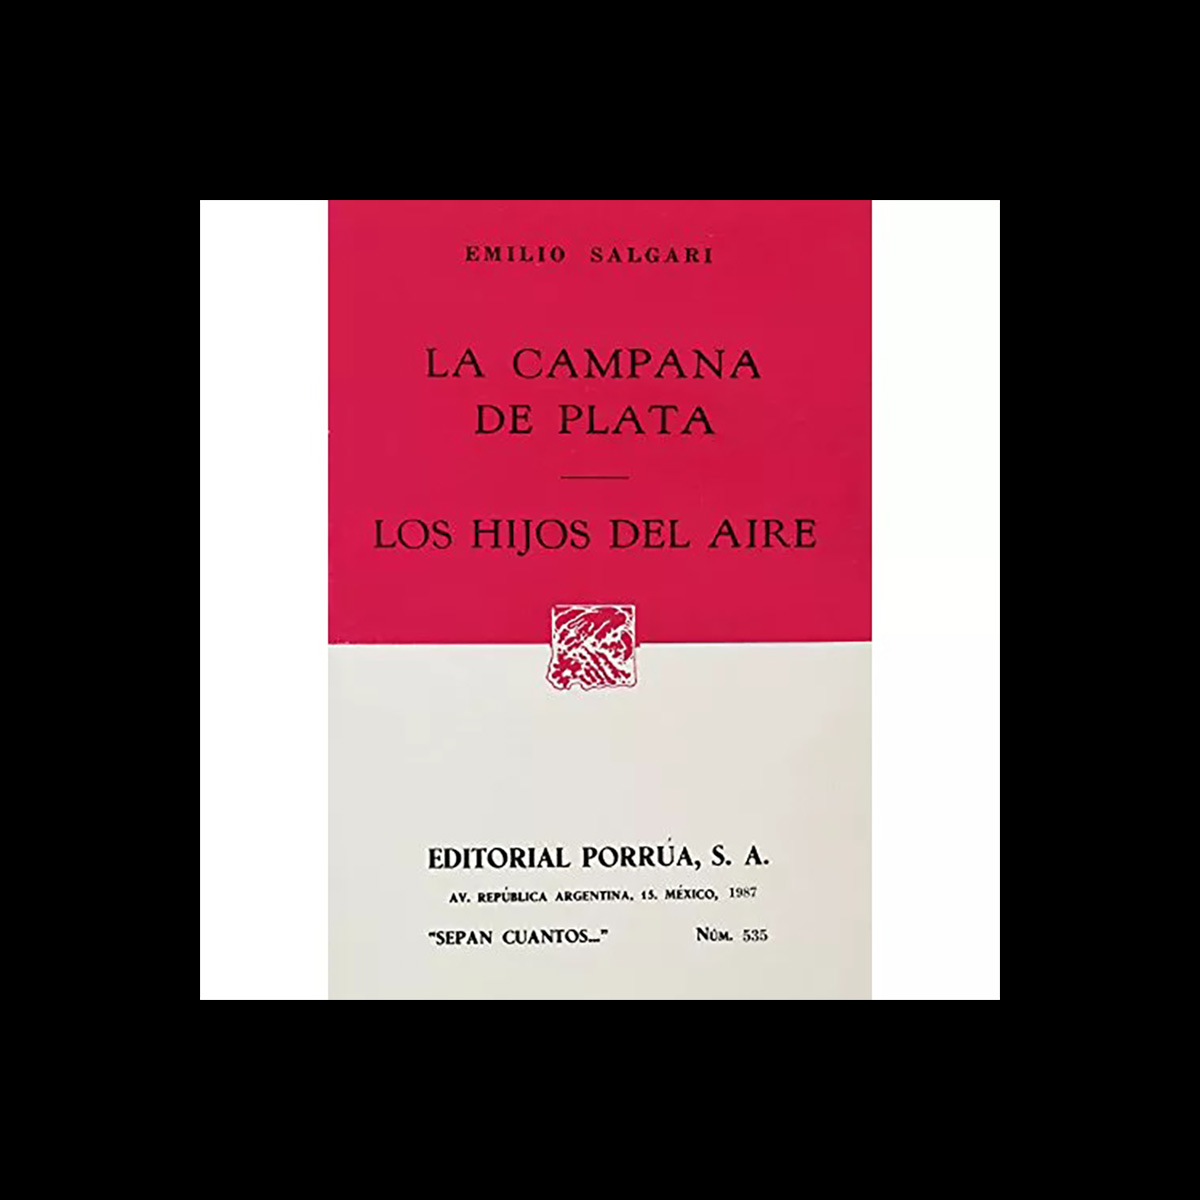 EMILIO SALGARI
LA CAMPANA
DE PLATA
LOS HIJOS DEL AIRE
EDITORIAL PORRÚA, S. A.
AV. REPÚBLICA ARGENTINA, 15. MÉXICO, 1987
"SEPAN CUANTOS..." NÚM. 535